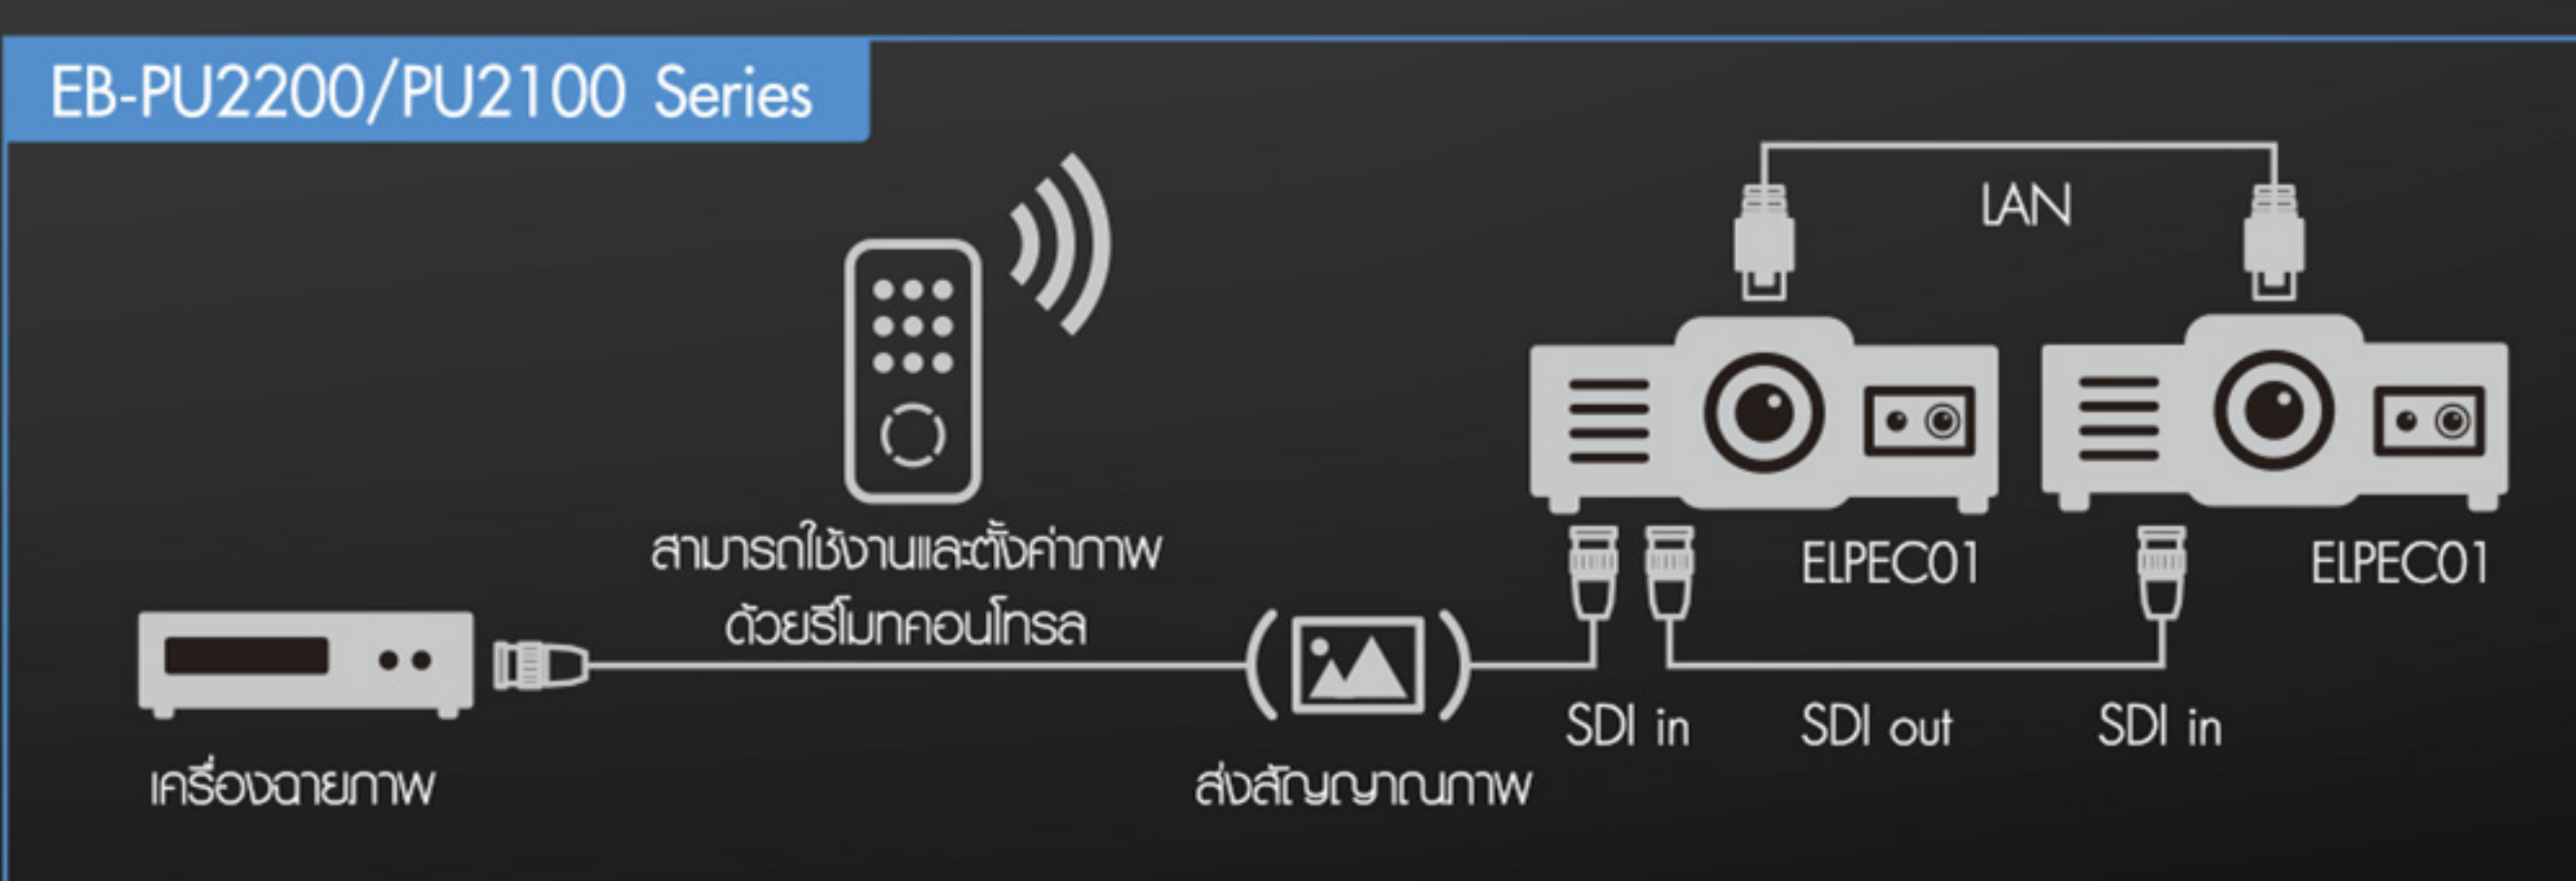 EB-PU2200/PU2100 Series
LAN
สามารถใช้งานและตั้งค่าภาพ
ด้วยรีโมทคอนโทรล
ELPEC01
ELPEC01
SDI in
SDI out
SDI in
เครื่องฉายภาพ
ส่งสัญญาณภาพ